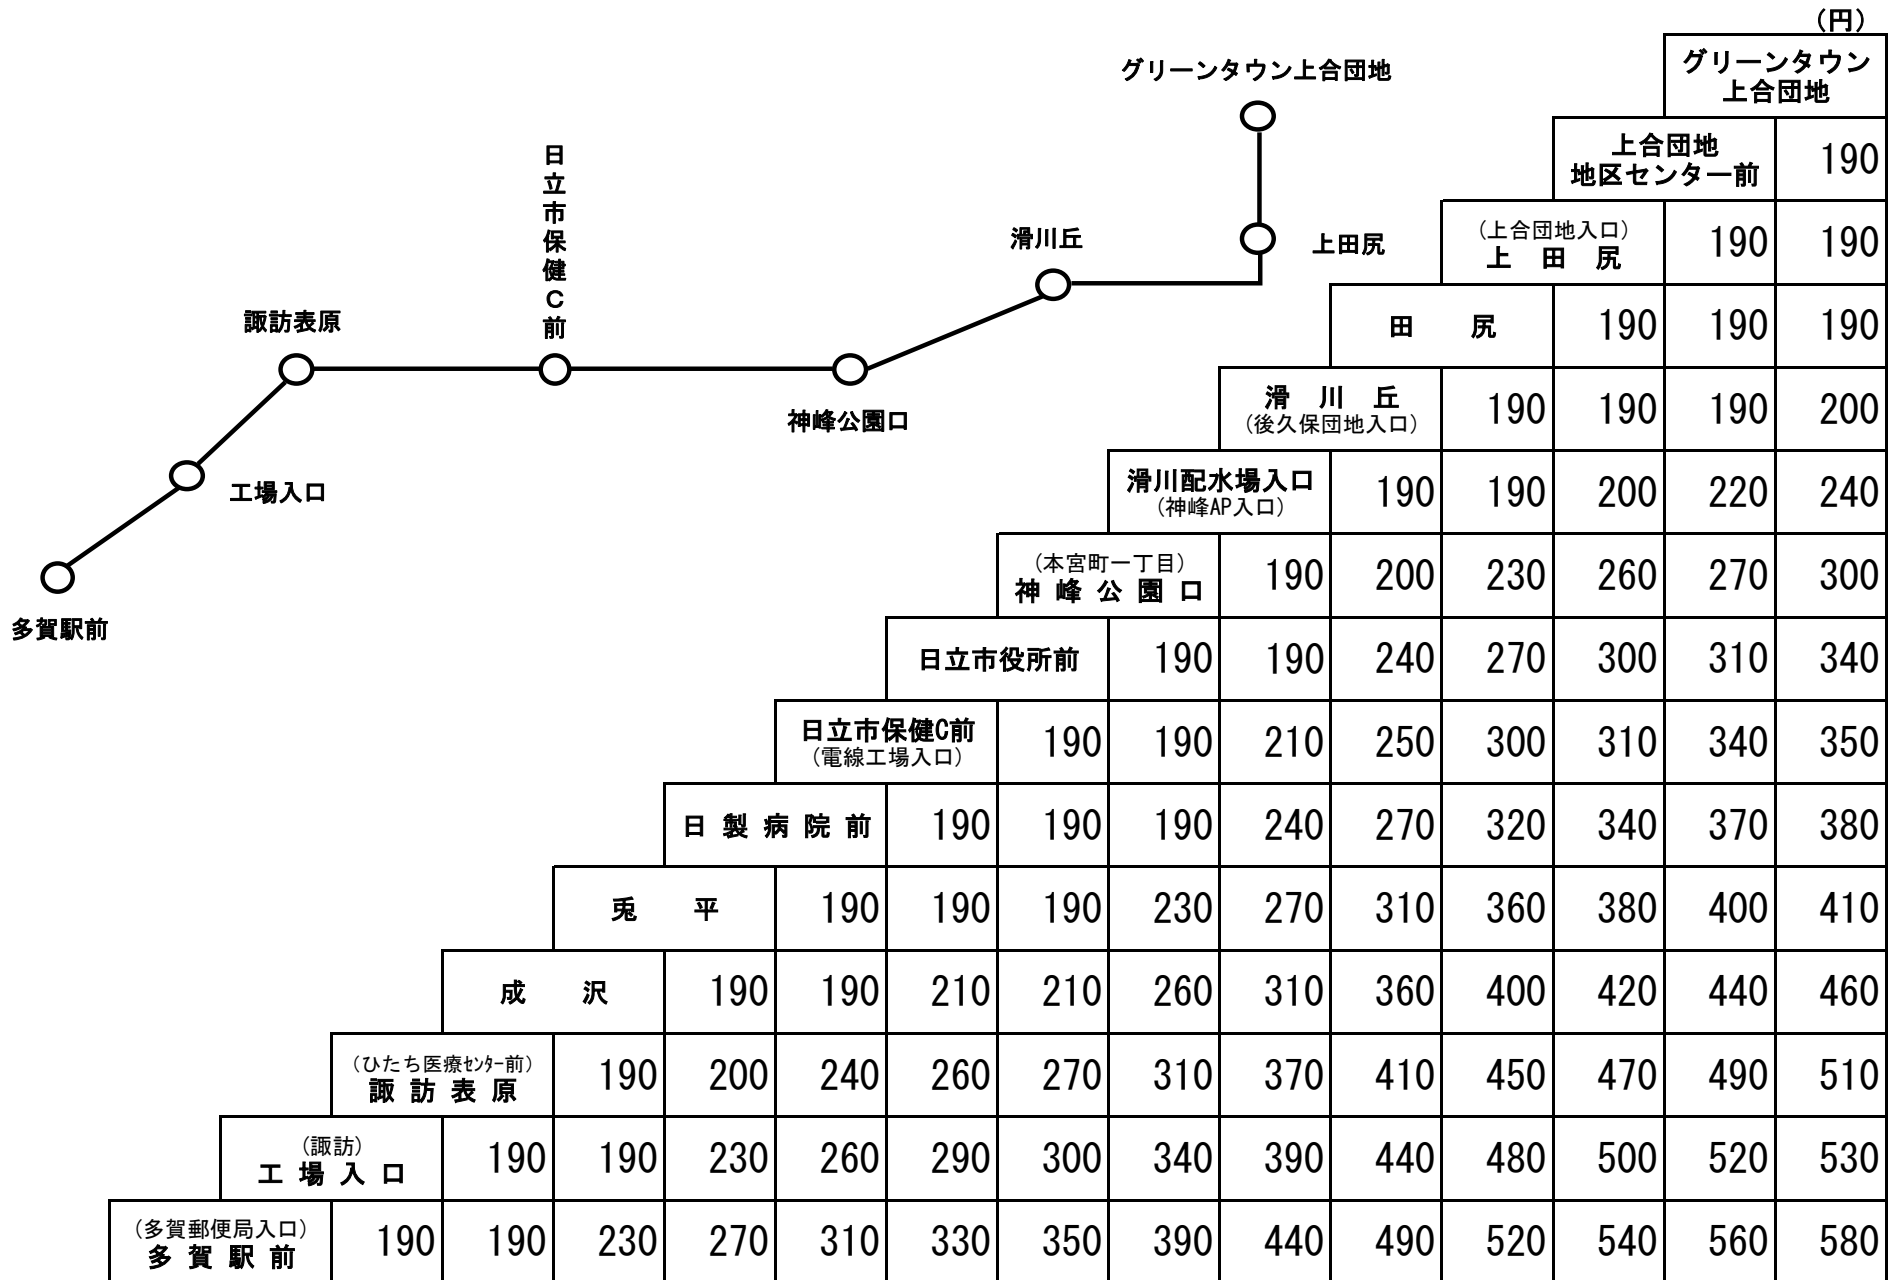 (円)
グリーンタウン
上合団地
グリーンタウン上合団地
上合団地
地区センター前
190
日立市保健C前
滑川丘
上田尻
(上合団地入口)
上田尻
190 190
諏訪表原
田尻
190 190 190
神峰公園口
滑川丘
(後久保団地入口)
190 190 190 200
工場入口
滑川配水場入口
(神峰AP入口)
190 190 200 220 240
(本宮町一丁目)
神峰公園口
190 200 230 260 270 300
多賀駅前
日立市役所前
190 190 240 270 300 310 340
日立市保健C前
(電線工場入口)
190 190 210 250 300 310 340 350
日製病院前
190 190 190 240 270 320 340 370 380
兎平
190 190 190 230 270 310 360 380 400 410
成沢
190 190 210 210 260 310 360 400 420 440 460
(ひたち医療ｾﾝﾀｰ前)
諏訪表原
190 200 240 260 270 310 370 410 450 470 490 510
(諏訪)
工場入口
190 190 230 260 290 300 340 390 440 480 500 520 530
(多賀郵便局入口)
多賀駅前
190 190 230 270 310 330 350 390 440 490 520 540 560 580